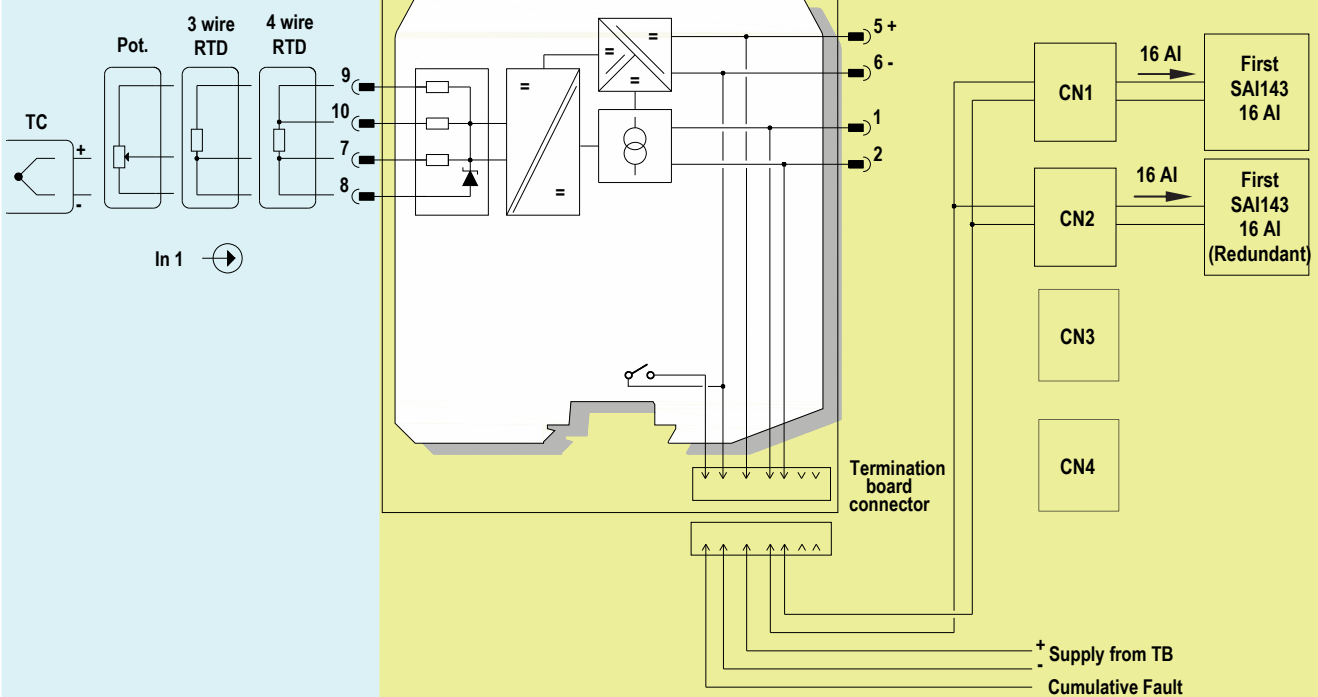 TC
+
-
Pot.
3 wire
RTD
4 wire
RTD
9
10
7
8
In 1
=
=
=
=
=
5 +
6 -
1
2
Termination
board
connector
CN1
16 AI
First
SAI143
16 AI
CN2
16 AI
First
SAI143
16 AI
(Redundant)
CN3
CN4
+
Supply from TB
-
Cumulative Fault